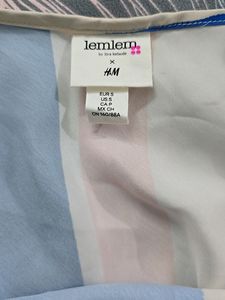 lemlem
by liya kebede
×
H&M
EUR S
US S
CA P
MX CH
CN 160/88A